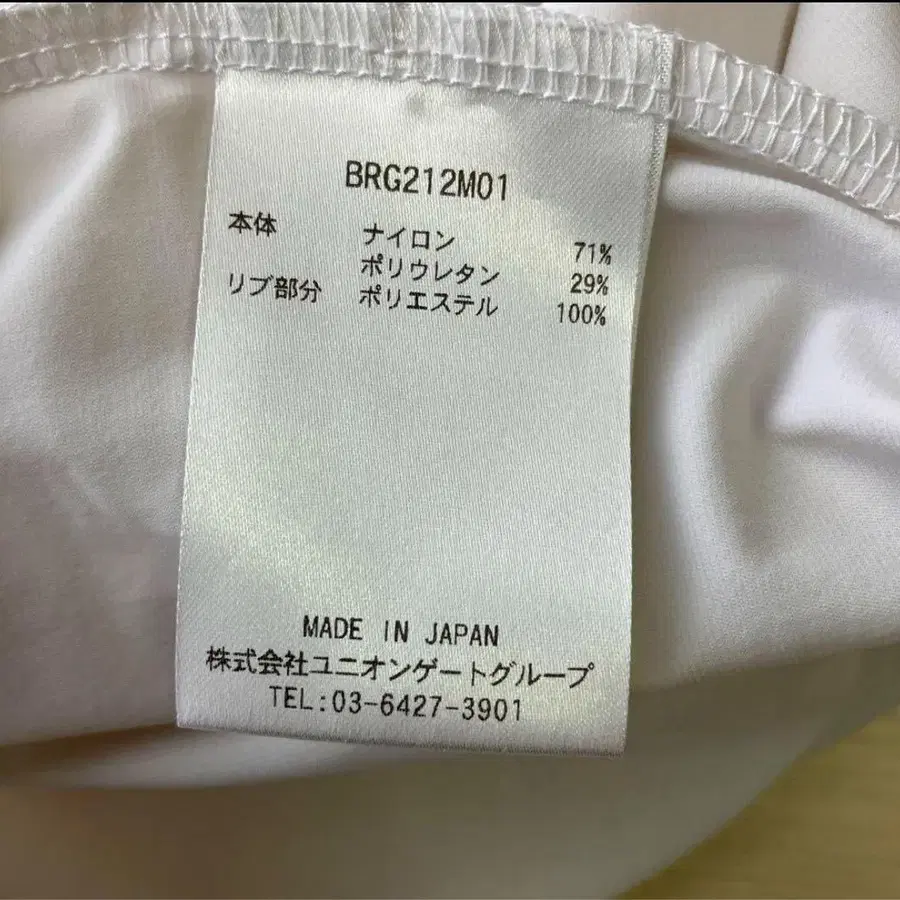 BRG212M01
本体 ナイロン 71%
ポリウレタン 29%
リブ部分 ポリエステル 100%
MADE IN JAPAN
株式会社ユニオンゲートグループ
TEL:03-6427-3901